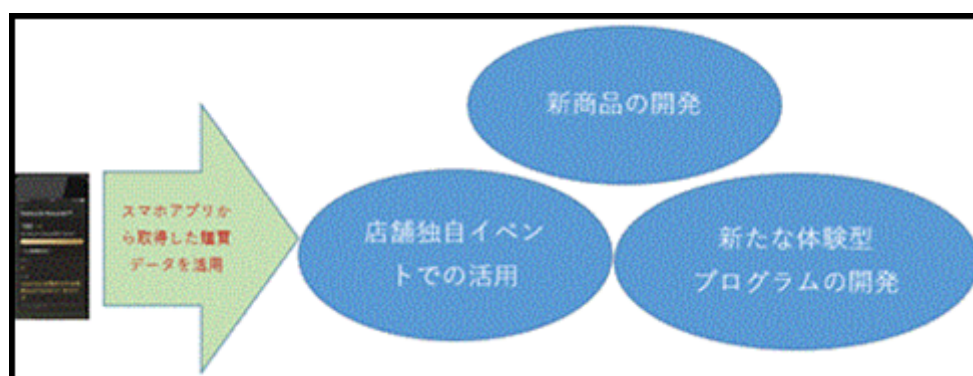 スマホアプリか
ら取得した購買
データを活用
新商品の開発
店舗独自イベン
トでの活用
新たな体験型
プログラムの開発